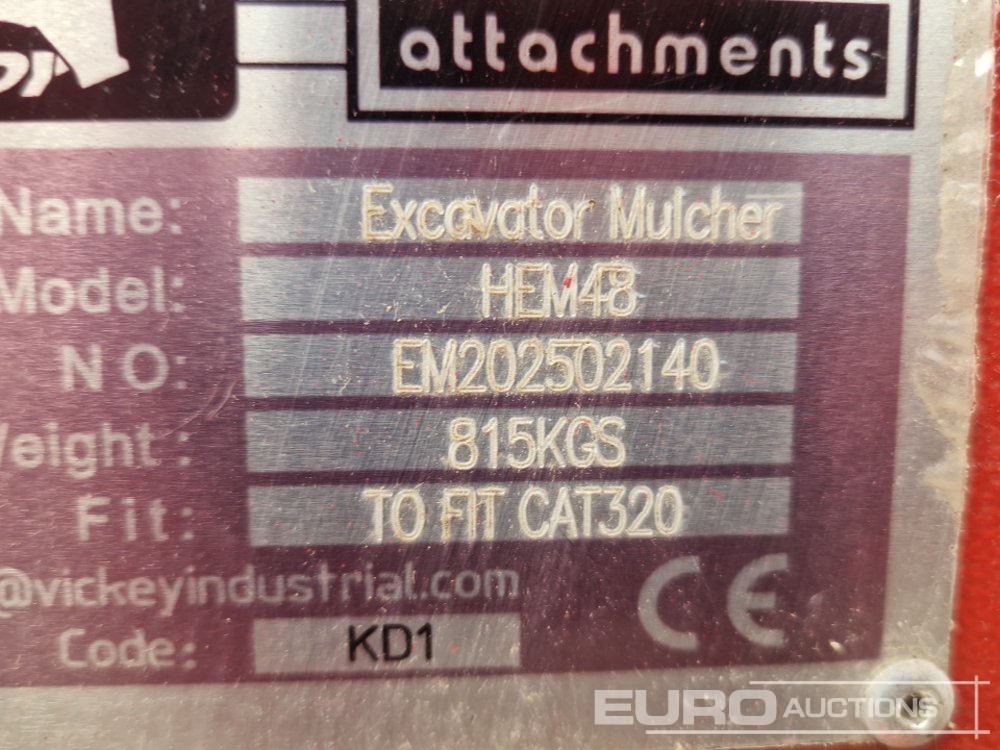 attachments
Name: Excavator Mulcher
Model: HEM48
NO: EM202502140
Weight: 815KGS
Fit: TO FIT CAT320
@vickeyindustrial.com
Code: KD1
CE
EURO AUCTIONS